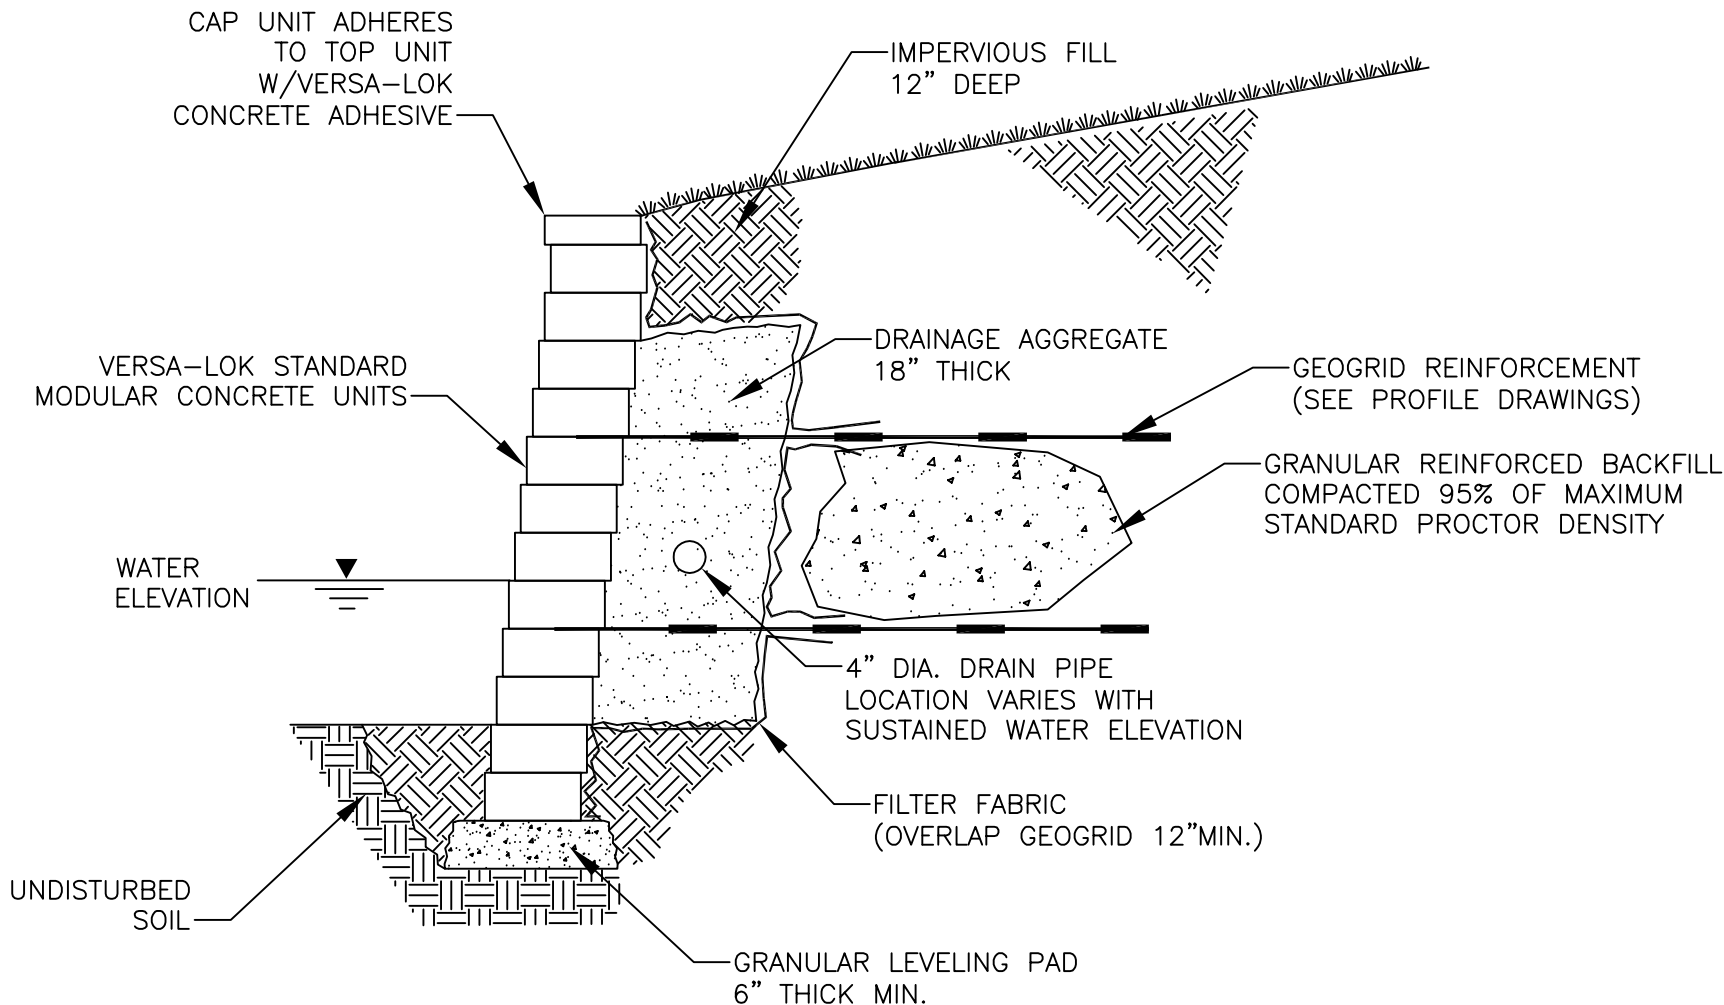 CAP UNIT ADHERES
TO TOP UNIT
W/VERSA-LOK
CONCRETE ADHESIVE
IMPERVIOUS FILL
12” DEEP
DRAINAGE AGGREGATE
18” THICK
VERSA-LOK STANDARD
MODULAR CONCRETE UNITS
GEOGRID REINFORCEMENT
(SEE PROFILE DRAWINGS)
GRANULAR REINFORCED BACKFILL
COMPACTED 95% OF MAXIMUM
STANDARD PROCTOR DENSITY
WATER
ELEVATION
4” DIA. DRAIN PIPE
LOCATION VARIES WITH
SUSTAINED WATER ELEVATION
FILTER FABRIC
(OVERLAP GEOGRID 12”MIN.)
UNDISTURBED
SOIL
GRANULAR LEVELING PAD
6” THICK MIN.